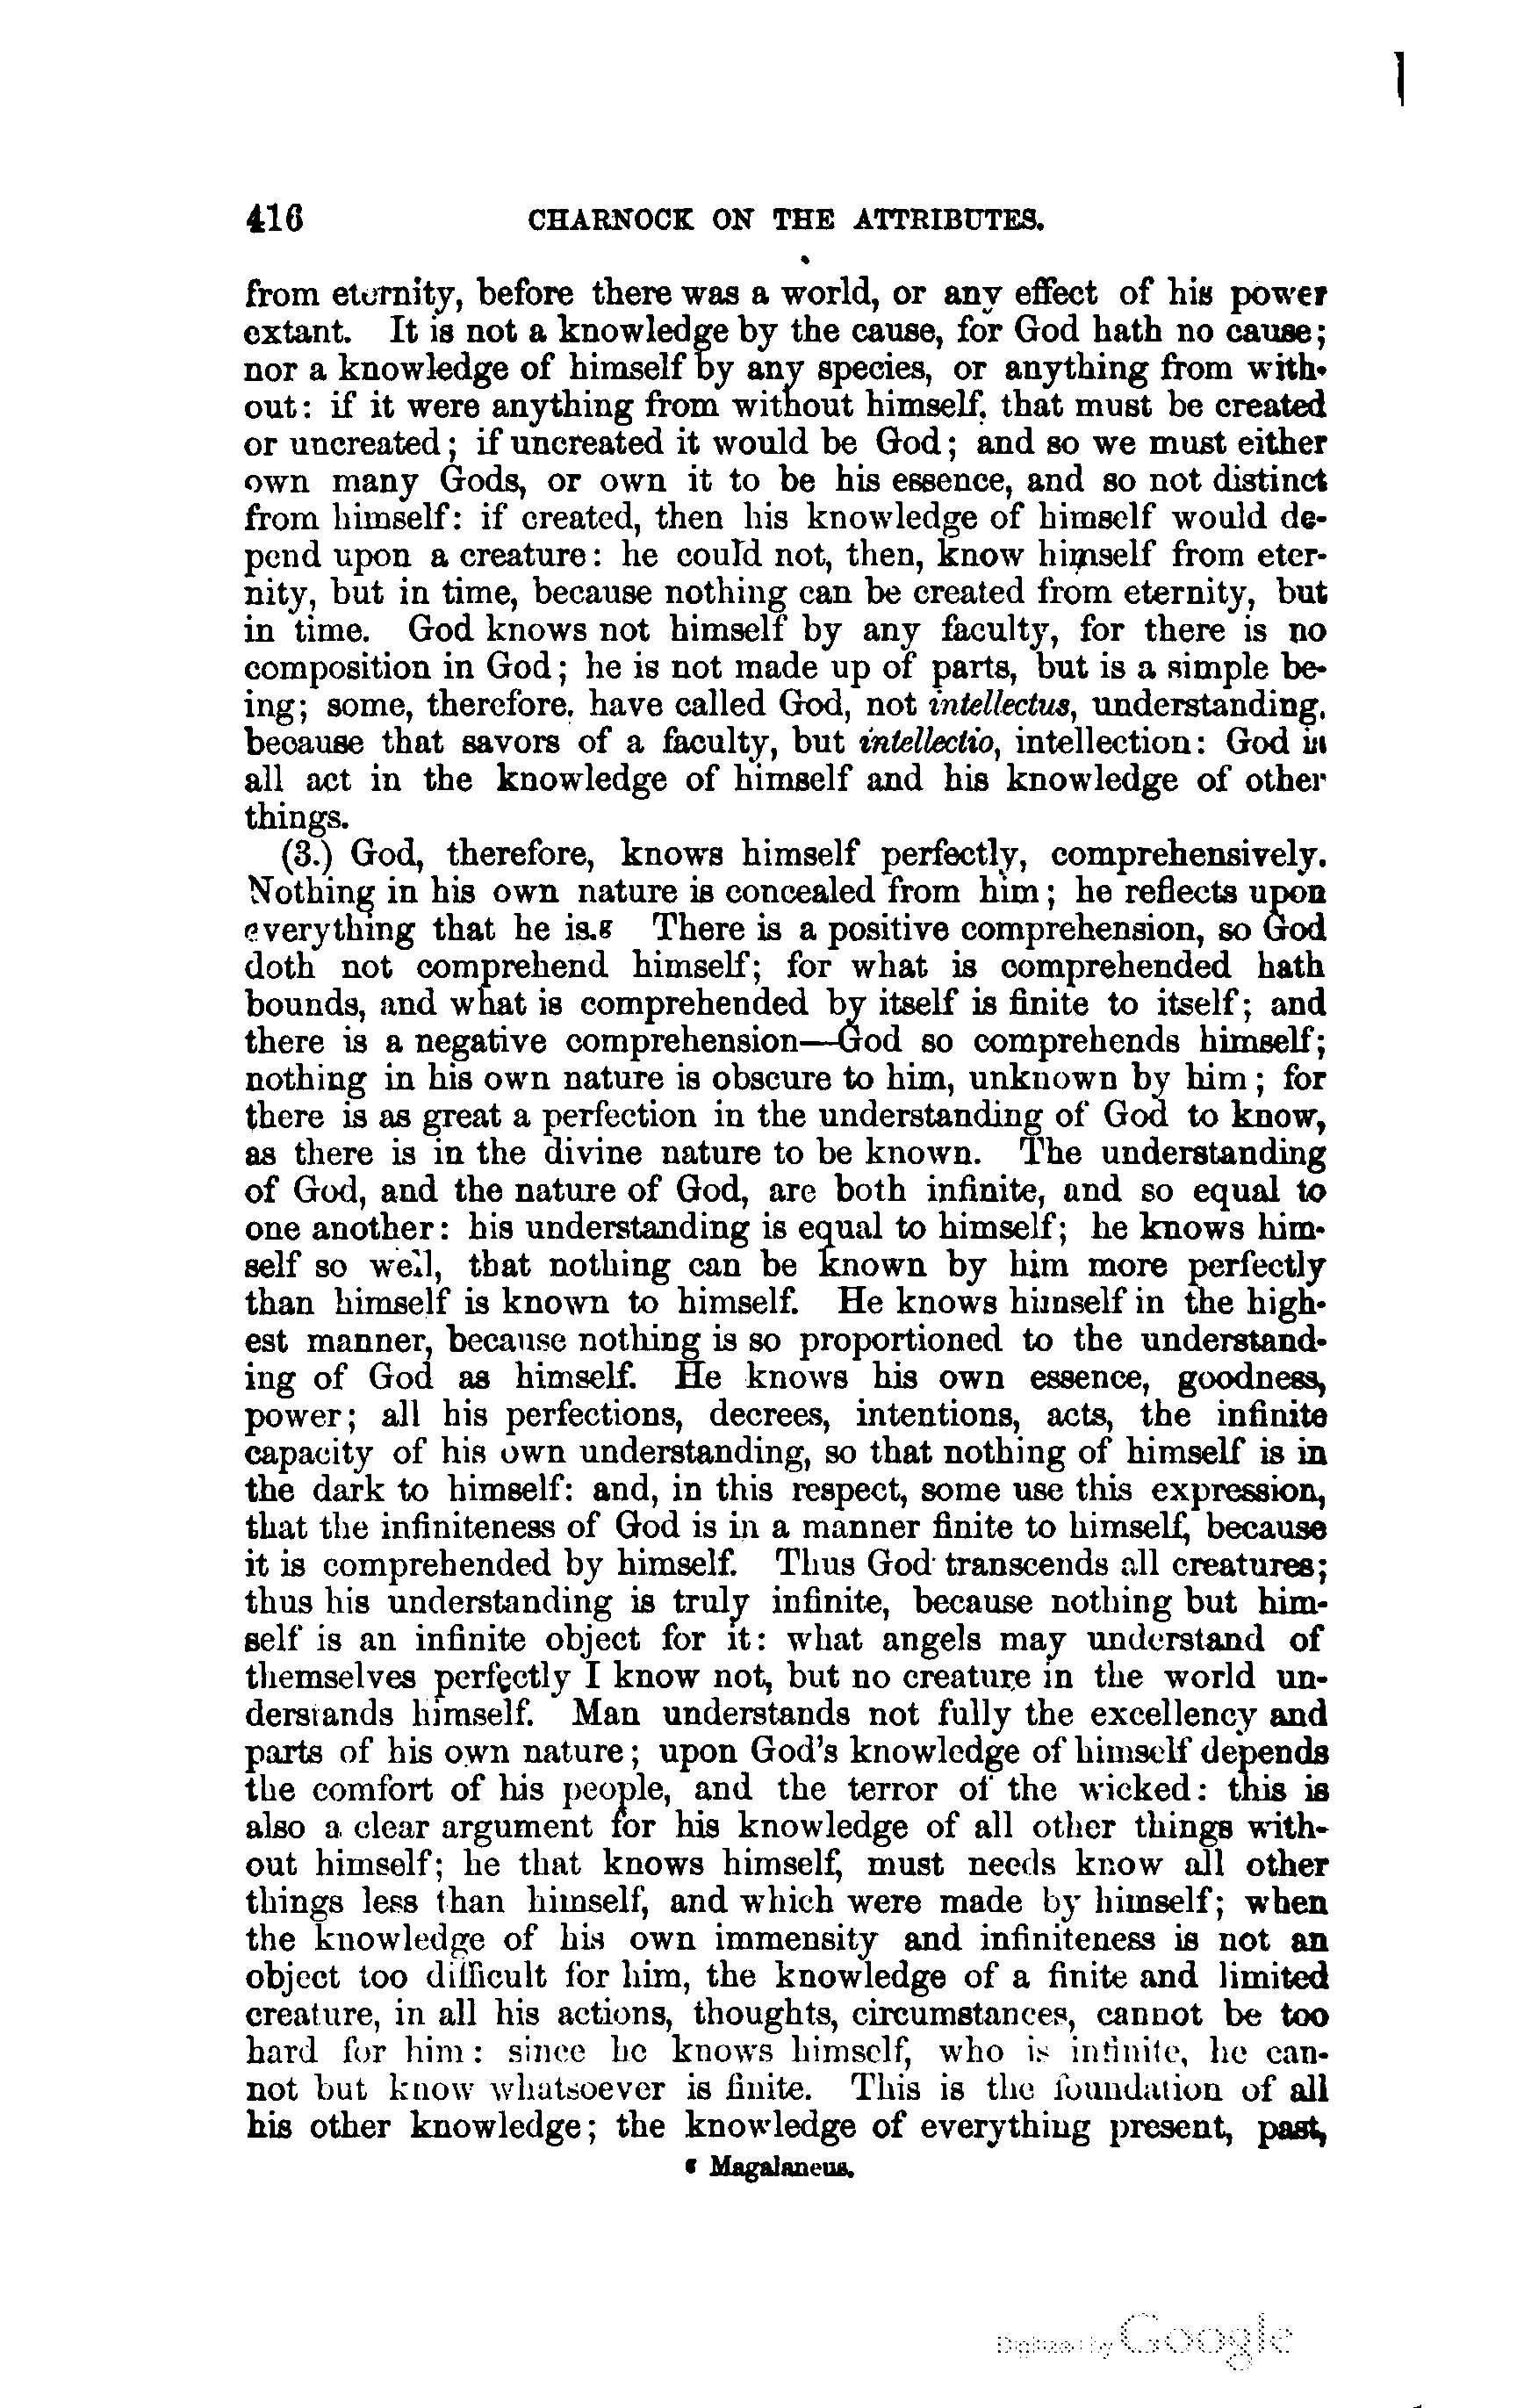 416 CHARNOCK ON THE ATTRIBUTES.
from eternity, before there was a world, or any effect of his power
extant. It is not a knowledge by the cause, for God hath no cause;
nor a knowledge of himself by any species, or anything from with-
out: if it were anything from without himself, that must be created
or uncreated; if uncreated it would be God; and so we must either
own many Gods, or own it to be his essence, and so not distinct
from himself: if created, then his knowledge of himself would de-
pend upon a creature: he could not, then, know himself from eter-
nity, but in time, because nothing can be created from eternity, but
in time. God knows not himself by any faculty, for there is no
composition in God; he is not made up of parts, but is a simple be-
ing; some, therefore, have called God, not intellectus, understanding,
because that savors of a faculty, but intellectio, intellection: God is
all act in the knowledge of himself and his knowledge of other
things.
(3.) God, therefore, knows himself perfectly, comprehensively.
Nothing in his own nature is concealed from him; he reflects upon
everything that he is.g There is a positive comprehension, so God
doth not comprehend himself; for what is comprehended hath
bounds, and what is comprehended by itself is finite to itself; and
there is a negative comprehension—God so comprehends himself;
nothing in his own nature is obscure to him, unknown by him; for
there is as great a perfection in the understanding of God to know,
as there is in the divine nature to be known. The understanding
of God, and the nature of God, are both infinite, and so equal to
one another: his understanding is equal to himself; he knows him-
self so well, that nothing can be known by him more perfectly
than himself is known to himself. He knows himself in the high-
est manner, because nothing is so proportioned to the understand-
ing of God as himself. He knows his own essence, goodness,
power; all his perfections, decrees, intentions, acts, the infinite
capacity of his own understanding, so that nothing of himself is in
the dark to himself: and, in this respect, some use this expression,
that the infiniteness of God is in a manner finite to himself, because
it is comprehended by himself. Thus God transcends all creatures;
thus his understanding is truly infinite, because nothing but him-
self is an infinite object for it: what angels may understand of
themselves perfectly I know not, but no creature in the world un-
derstands himself. Man understands not fully the excellency and
parts of his own nature; upon God's knowledge of himself depends
the comfort of his people, and the terror of the wicked: this is
also a clear argument for his knowledge of all other things with-
out himself; he that knows himself, must needs know all other
things less than himself, and which were made by himself; when
the knowledge of his own immensity and infiniteness is not an
object too difficult for him, the knowledge of a finite and limited
creature, in all his actions, thoughts, circumstances, cannot be too
hard for him: since he knows himself, who is infinite, he can-
not but know whatsoever is finite. This is the foundation of all
his other knowledge; the knowledge of everything present, past,
g Magalaneus.
Digitized by Google